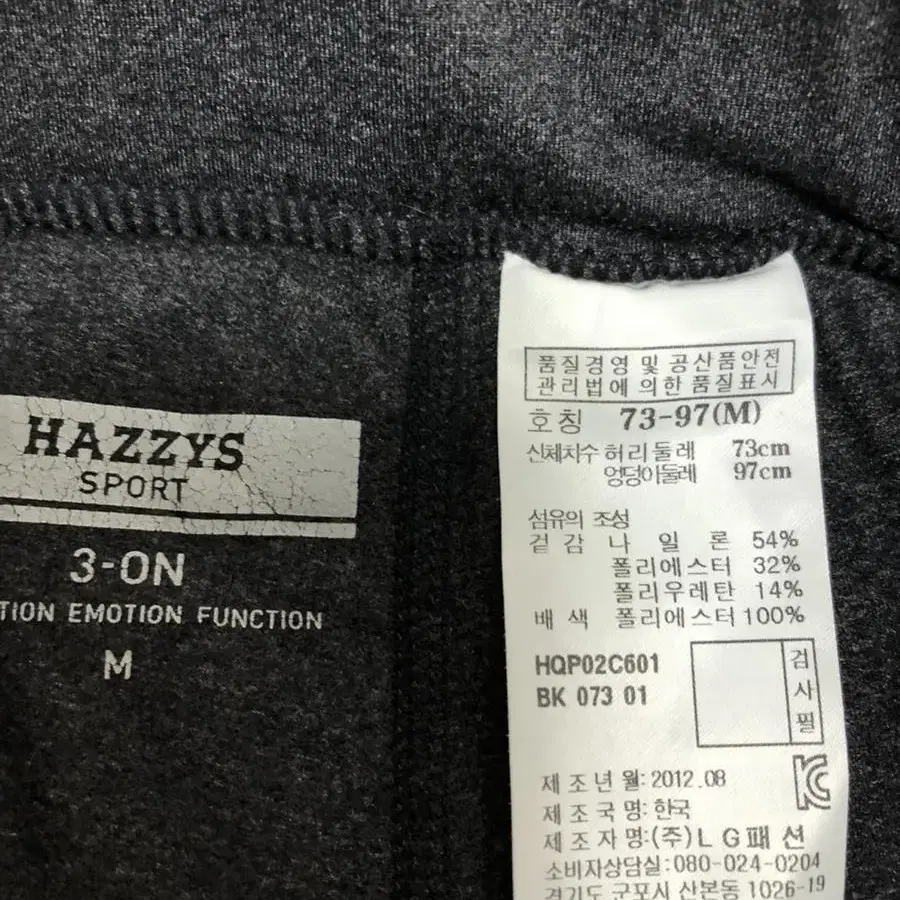 HAZZYS
SPORT
3-ON
TION EMOTION FUNCTION
M
품질경영 및 공산품안전
관리법에 의한 품질표시
호칭 73-97(M)
신체치수 허리둘레 73cm
엉덩이둘레 97cm
섬유의 조성
겉감 나일론 54%
폴리에스터 32%
폴리우레탄 14%
배색 폴리에스터 100%
HQP02C601
BK 073 01
검사필
제조년월: 2012.08
제조국명: 한국
제조자명: (주)LG패션
소비자상담실: 080-024-0204
경기도 군포시 산본동 1026-19